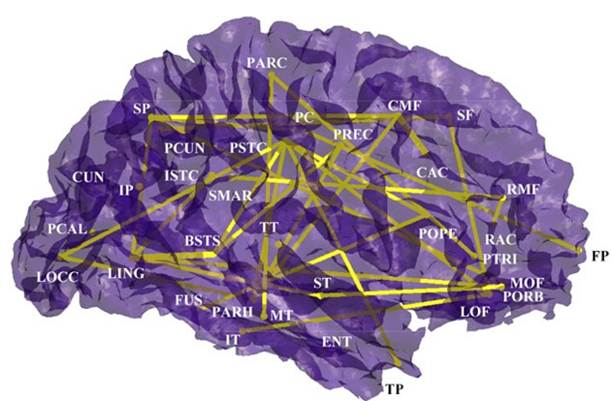 PARC
SP
CMF
SF
PC
PREC
PCUN
PSTC
CUN
ISTC
CAC
IP
SMAR
RMF
PCAL
TT
BSTS
POPE
RAC
FP
PTRI
LOCC
LING
ST
MOF
FUS
PORB
PARH
MT
LOF
IT
ENT
TP